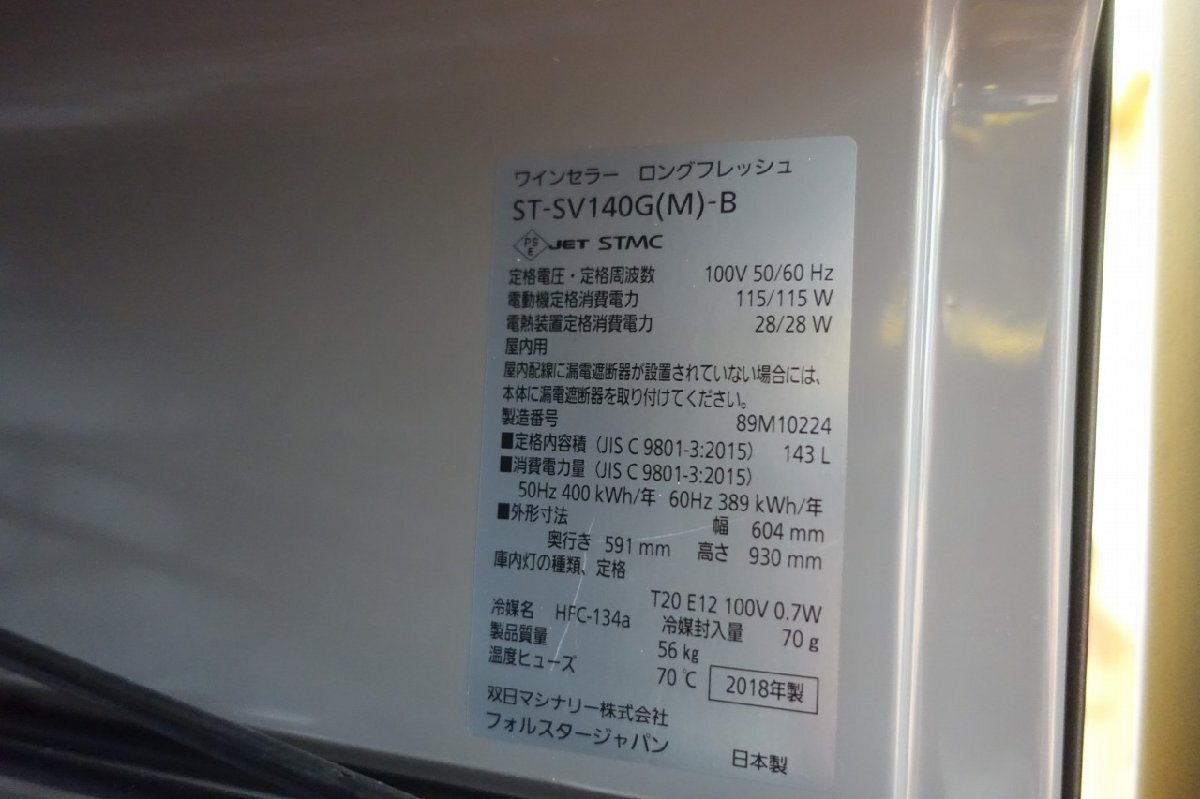 ワインセラー ロングフレッシュ
ST-SV140G(M)-B
PS E JET STMC
定格電圧・定格周波数 100V 50/60 Hz
電動機定格消費電力 115/115 W
電熱装置定格消費電力 28/28 W
屋内用
屋内配線に漏電遮断器が設置されていない場合には、
本体に漏電遮断器を取り付けてください。
製造番号 89M10224
■定格内容積（JIS C 9801-3:2015） 143 L
■消費電力量（JIS C 9801-3:2015）
50Hz 400 kWh/年 60Hz 389 kWh/年
■外形寸法 幅 604 mm
奥行き 591 mm 高さ 930 mm
庫内灯の種類、定格
T20 E12 100V 0.7W
冷媒名 HFC-134a 冷媒封入量 70 g
製品質量 56 kg
温度ヒューズ 70 ℃ 2018年製
双日マシナリー株式会社
フォルスタージャパン 日本製